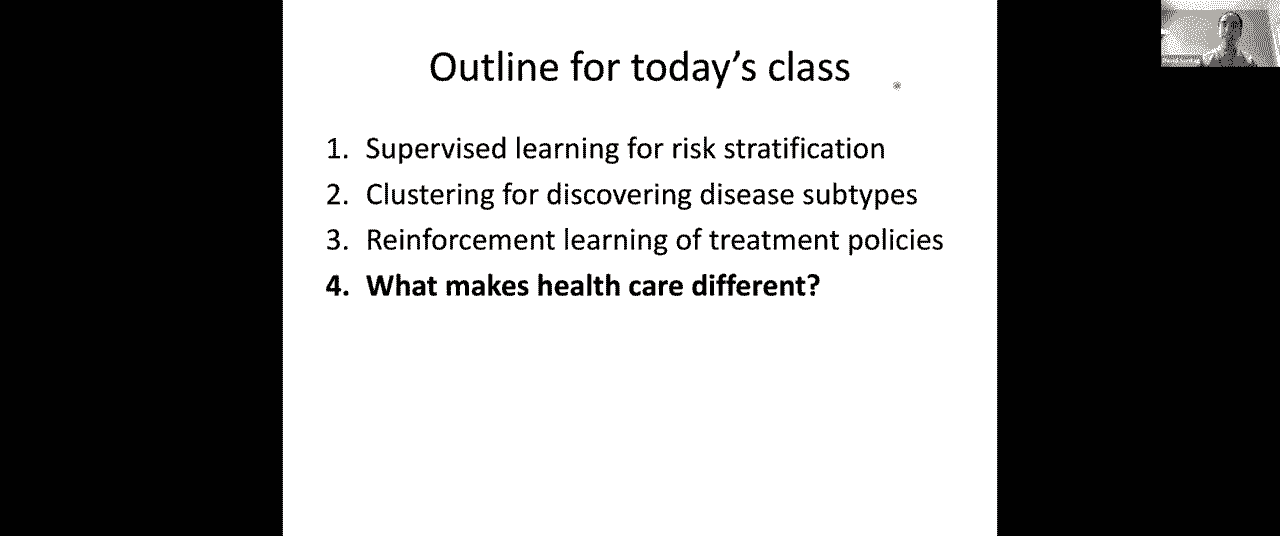 Outline for today's class
1. Supervised learning for risk stratification
2. Clustering for discovering disease subtypes
3. Reinforcement learning of treatment policies
4. What makes health care different?